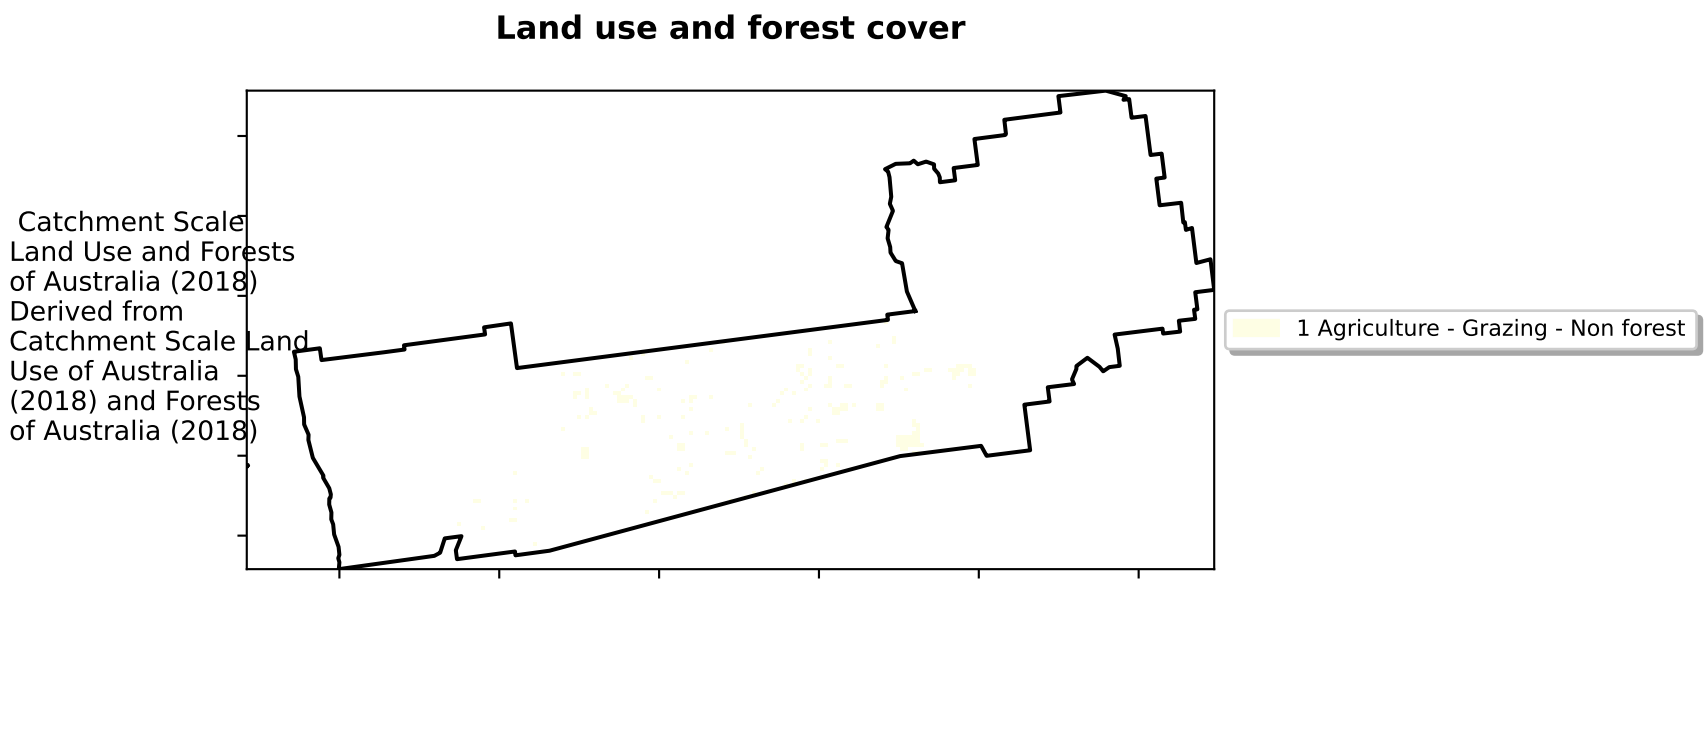 Land use and forest cover
Catchment Scale
Land Use and Forests
of Australia (2018)
Derived from
Catchment Scale Land
Use of Australia
(2018) and Forests
of Australia (2018)
1 Agriculture - Grazing - Non forest